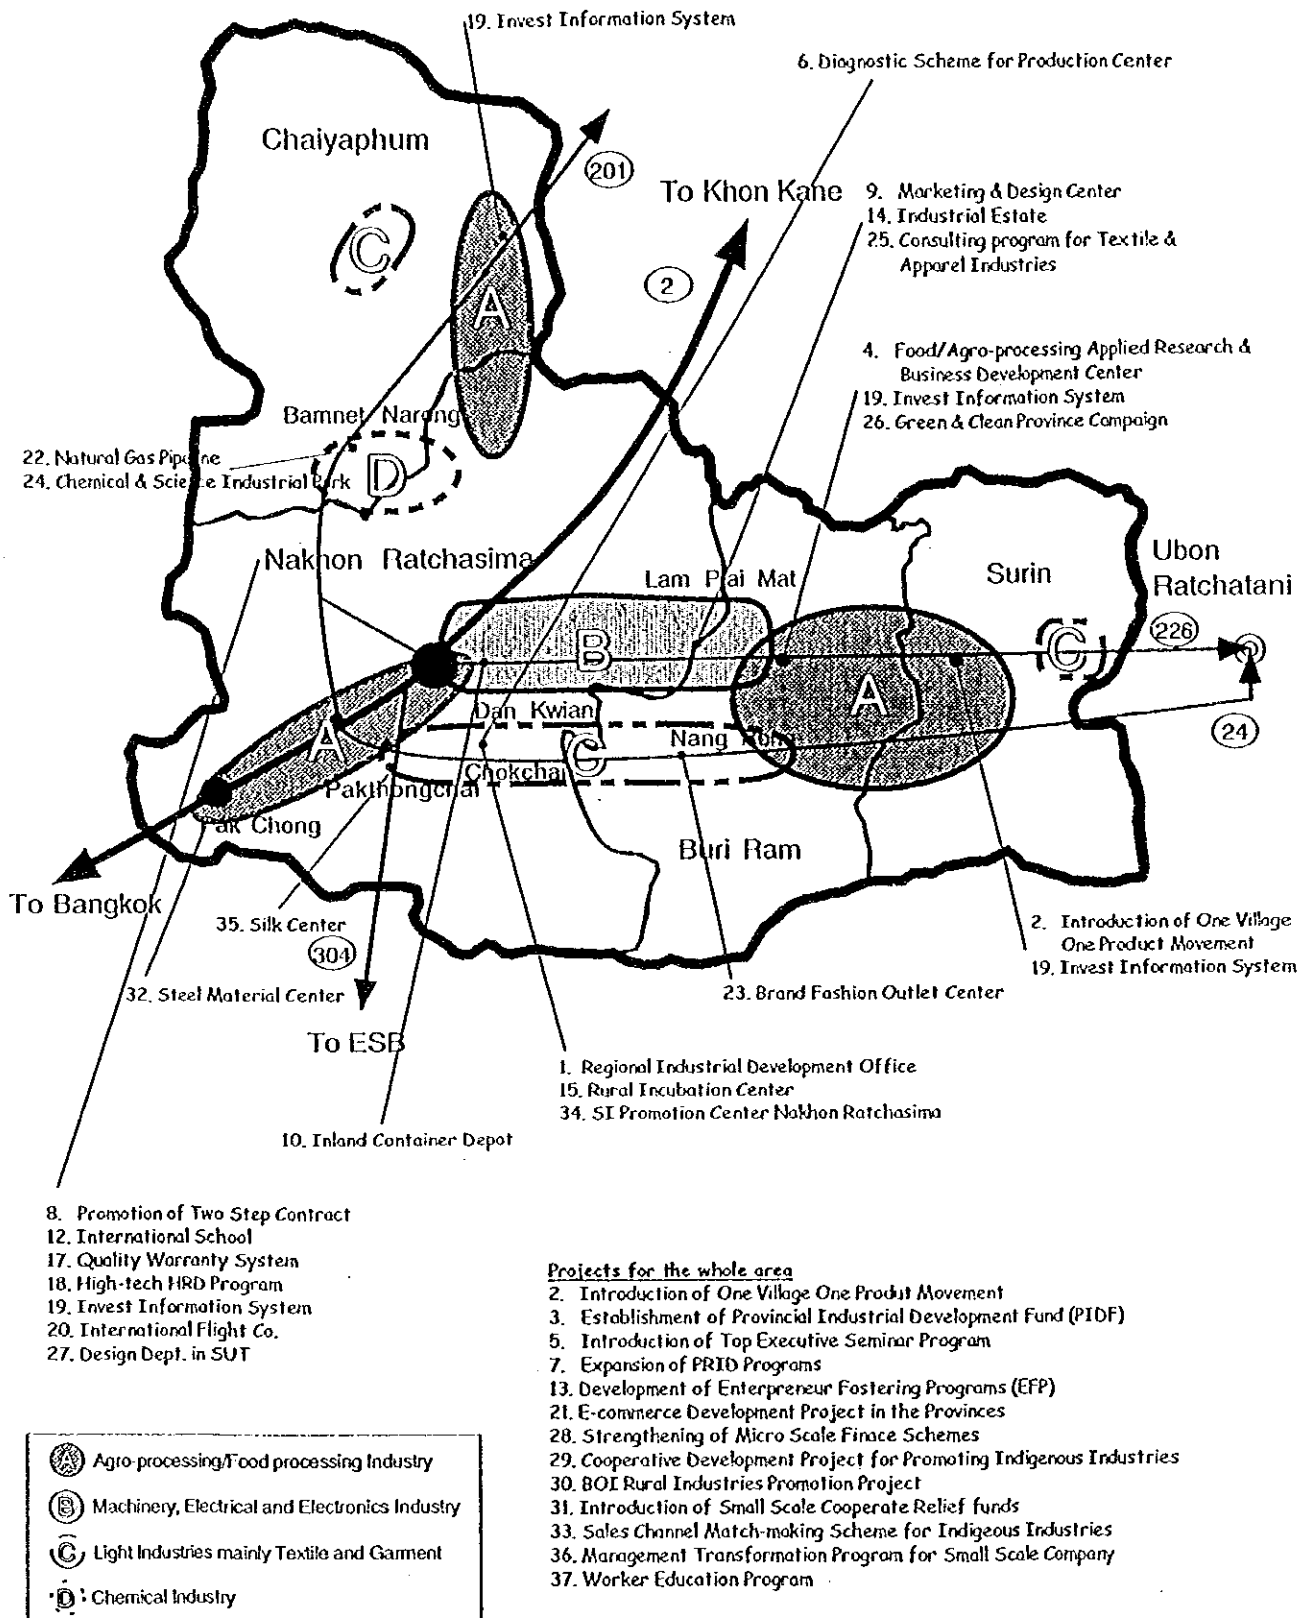 19. Invest Information System
6. Diagnostic Scheme for Production Center
Chaiyaphum
201
To Khon Kane
9. Marketing & Design Center
14. Industrial Estate
25. Consulting program for Textile &
Apparel Industries
C
2
A
4. Food/Agro-processing Applied Research &
Business Development Center
19. Invest Information System
26. Green & Clean Province Campaign
Bamnet Narong
22. Natural Gas Pipeline
24. Chemical & Science Industrial Park
D
Nakhon Ratchasima
Lam Plai Mat
Surin
Ubon
Ratchatani
226
B
C
A
A
Dan Kwian
Nang Rong
24
C
Chokchai
Pakthongchai
Pak Chong
Buri Ram
To Bangkok
35. Silk Center
304
2. Introduction of One Village
One Product Movement
19. Invest Information System
32. Steel Material Center
23. Brand Fashion Outlet Center
To ESB
1. Regional Industrial Development Office
15. Rural Incubation Center
34. SI Promotion Center Nakhon Ratchasima
10. Inland Container Depot
8. Promotion of Two Step Contract
12. International School
17. Quality Warranty System
18. High-tech HRD Program
19. Invest Information System
20. International Flight Co.
27. Design Dept. in SUT
Projects for the whole area
2. Introduction of One Village One Produt Movement
3. Establishment of Provincial Industrial Development Fund (PIDF)
5. Introduction of Top Executive Seminar Program
7. Expansion of PRID Programs
13. Development of Enterpreneur Fostering Programs (EFP)
21. E-commerce Development Project in the Provinces
28. Strengthening of Micro Scale Finace Schemes
29. Cooperative Development Project for Promoting Indigenous Industries
30. BOI Rural Industries Promotion Project
31. Introduction of Small Scale Cooperate Relief funds
33. Sales Channel Match-making Scheme for Indigeous Industries
36. Management Transformation Program for Small Scale Company
37. Worker Education Program
A Agro-processing/Food processing Industry
B Machinery, Electrical and Electronics Industry
C Light Industries mainly Textile and Garment
D Chemical Industry